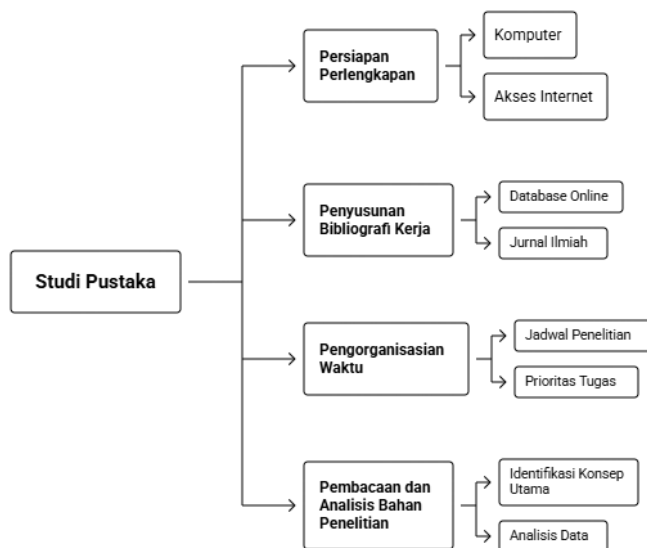 Studi Pustaka
Persiapan
Perlengkapan
Komputer
Akses Internet
Penyusunan
Bibliografi Kerja
Database Online
Jurnal Ilmiah
Pengorganisasian
Waktu
Jadwal Penelitian
Prioritas Tugas
Pembacaan dan
Analisis Bahan
Penelitian
Identifikasi Konsep
Utama
Analisis Data